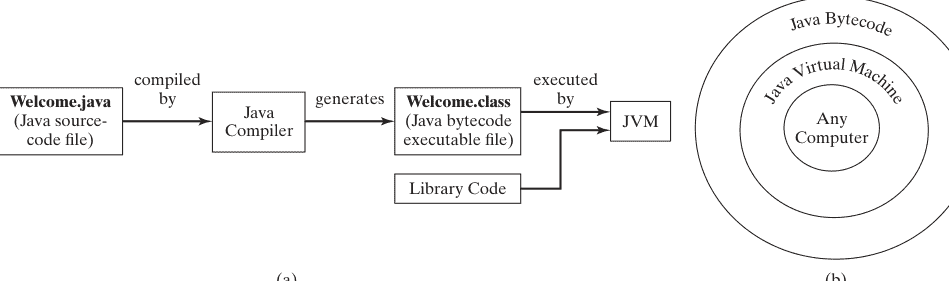 compiled
by
Welcome.java
(Java source-
code file)
Java
Compiler
generates
Welcome.class
(Java bytecode
executable file)
executed
by
JVM
Library Code
(a)
Java Bytecode
Java Virtual Machine
Any
Computer
(b)